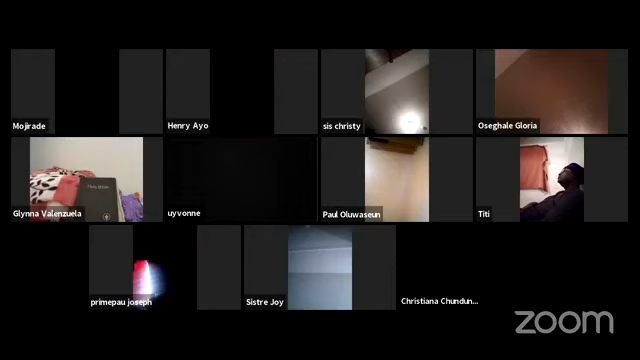 Mojirade
Henry Ayo
sis christy
Oseghale Gloria
Holy Bible
Glynna Valenzuela
uyvonne
Paul Oluwaseun
Titi
primepau joseph
Sistre Joy
Christiana Chundun...
zoom